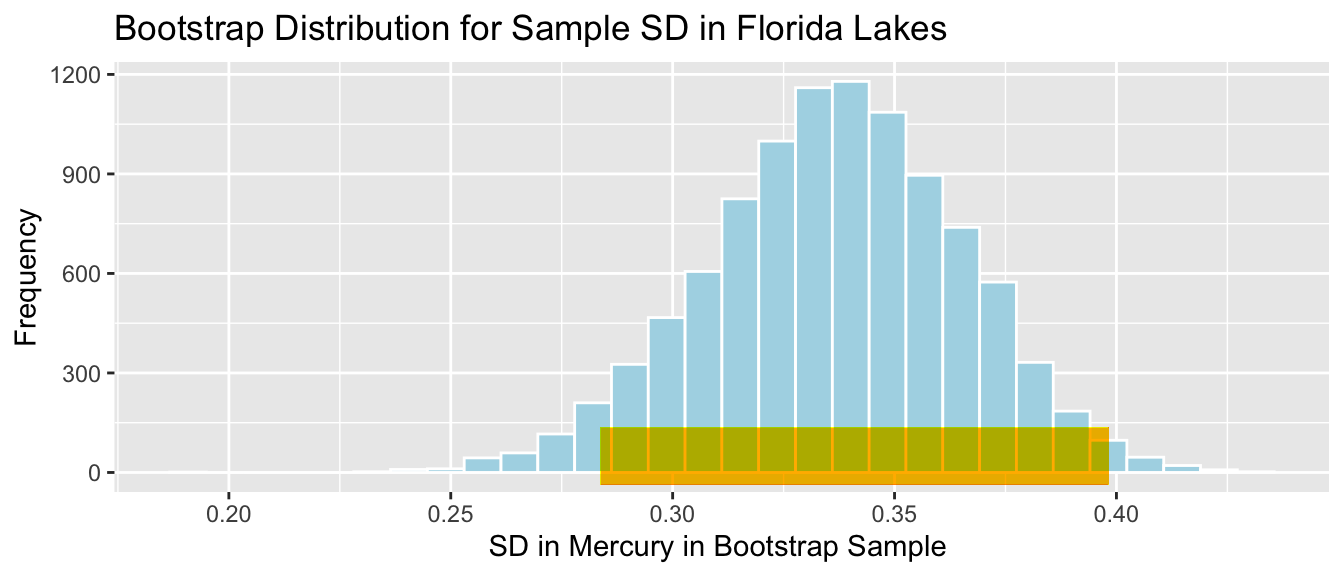 Bootstrap Distribution for Sample SD in Florida Lakes
1200
900
600
300
0
Frequency
0.20 0.25 0.30 0.35 0.40
SD in Mercury in Bootstrap Sample